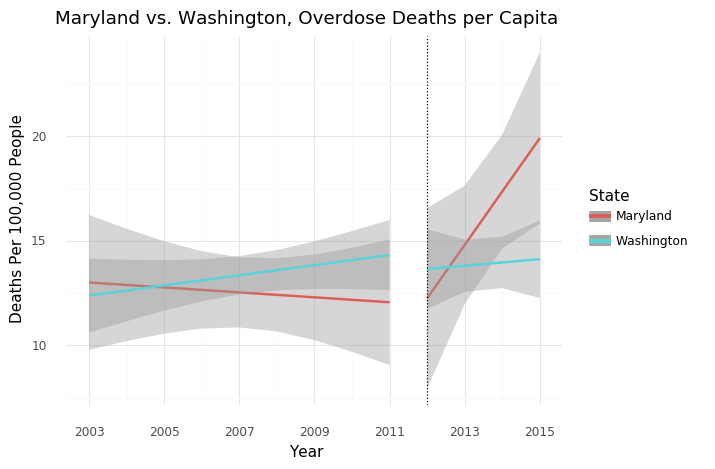 Maryland vs. Washington, Overdose Deaths per Capita
Deaths Per 100,000 People
20
15
10
2003 2005 2007 2009 2011 2013 2015
Year
State
Maryland
Washington